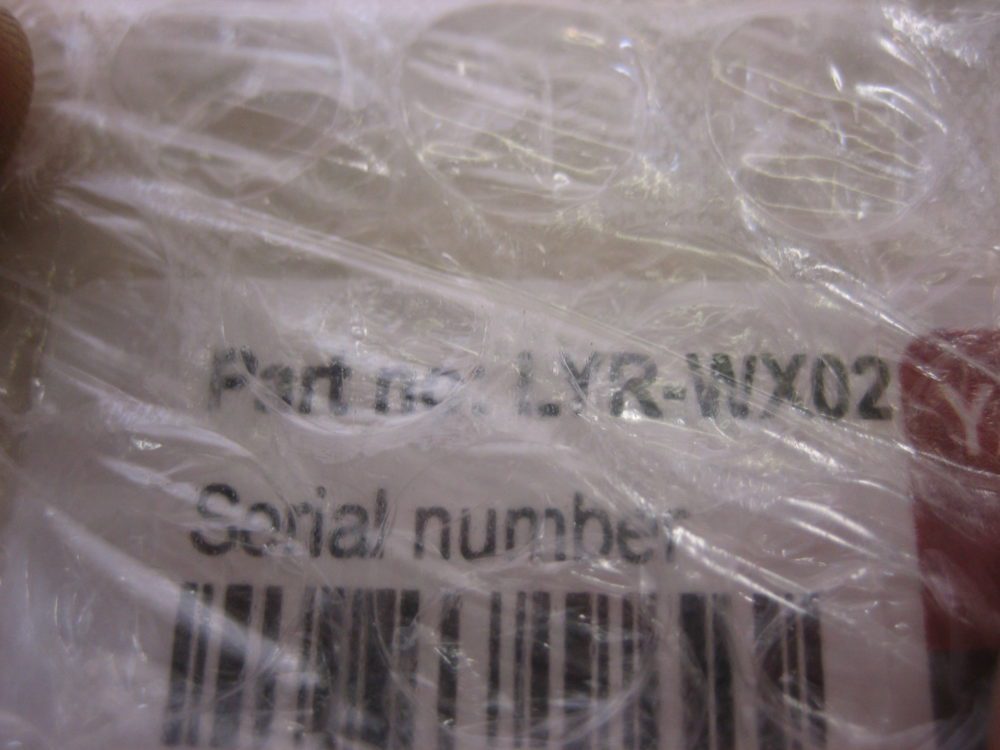 Part no: LYR-WX02
Y
Serial number